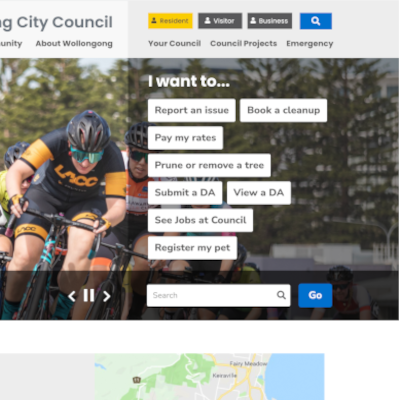 ng City Council
Resident
Visitor
Business
unity About Wollongong
Your Council Council Projects Emergency
I want to...
Report an issue
Book a cleanup
Pay my rates
Prune or remove a tree
Submit a DA
View a DA
See Jobs at Council
Register my pet
Search
Go
LACC
Fairy Meadow
Keiraville